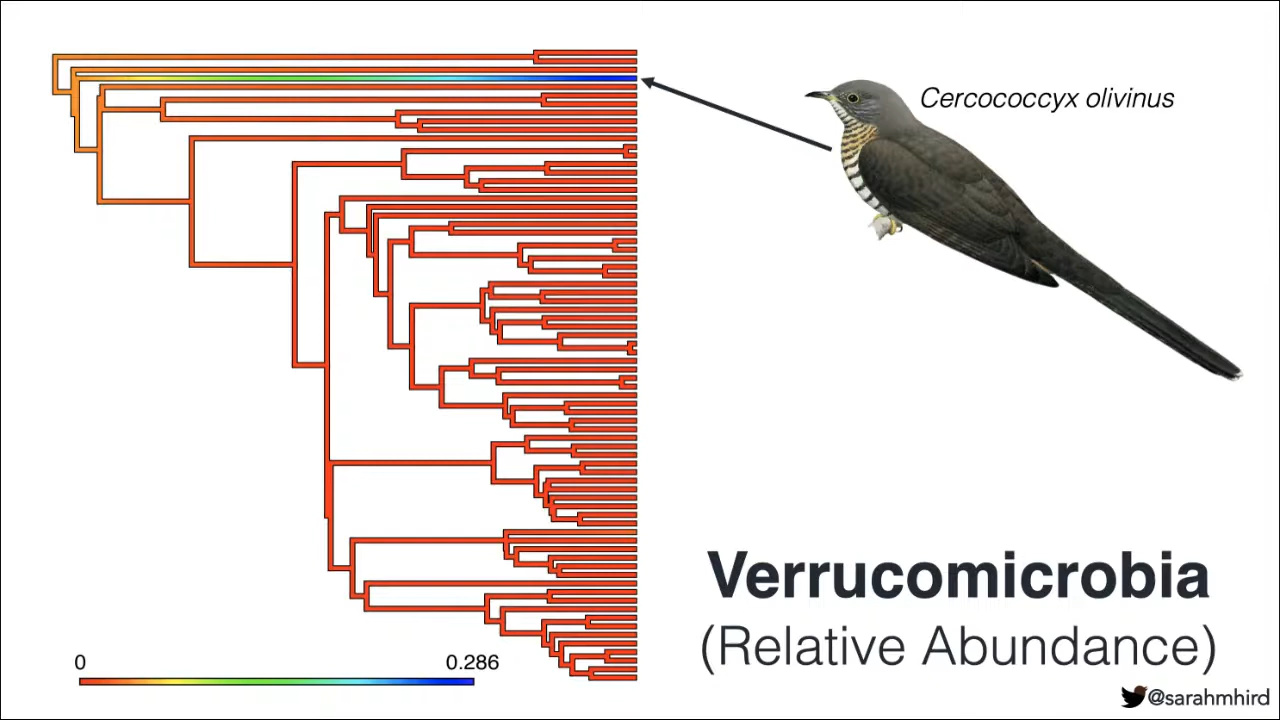 Cercococcyx olivinus
Verrucomicrobia
(Relative Abundance)
0 0.286
@sarahmhird